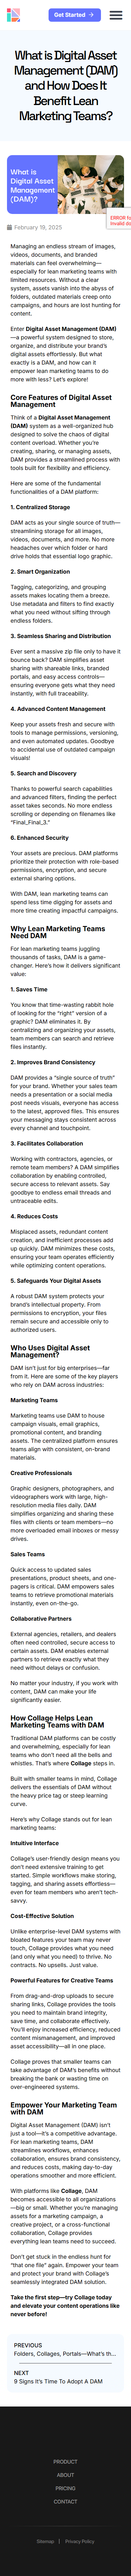 Get Started →
What is Digital Asset
Management (DAM)
and How Does It
Benefit Lean
Marketing Teams?
What is
Digital Asset
Management
(DAM)?
ERROR f
Invalid do
February 19, 2025
Managing an endless stream of images,
videos, documents, and branded
materials can feel overwhelming—
especially for lean marketing teams with
limited resources. Without a clear
system, assets vanish into the abyss of
folders, outdated materials creep onto
campaigns, and hours are lost hunting for
content.
Enter Digital Asset Management (DAM)
—a powerful system designed to store,
organize, and distribute your brand’s
digital assets effortlessly. But what
exactly is a DAM, and how can it
empower lean marketing teams to do
more with less? Let’s explore!
Core Features of Digital Asset
Management
Think of a Digital Asset Management
(DAM) system as a well-organized hub
designed to solve the chaos of digital
content overload. Whether you’re
creating, sharing, or managing assets,
DAM provides a streamlined process with
tools built for flexibility and efficiency.
Here are some of the fundamental
functionalities of a DAM platform:
1. Centralized Storage
DAM acts as your single source of truth—
streamlining storage for all images,
videos, documents, and more. No more
headaches over which folder or hard
drive holds that essential logo graphic.
2. Smart Organization
Tagging, categorizing, and grouping
assets makes locating them a breeze.
Use metadata and filters to find exactly
what you need without sifting through
endless folders.
3. Seamless Sharing and Distribution
Ever sent a massive zip file only to have it
bounce back? DAM simplifies asset
sharing with shareable links, branded
portals, and easy access controls—
ensuring everyone gets what they need
instantly, with full traceability.
4. Advanced Content Management
Keep your assets fresh and secure with
tools to manage permissions, versioning,
and even automated updates. Goodbye
to accidental use of outdated campaign
visuals!
5. Search and Discovery
Thanks to powerful search capabilities
and advanced filters, finding the perfect
asset takes seconds. No more endless
scrolling or depending on filenames like
“Final_Final_3.”
6. Enhanced Security
Your assets are precious. DAM platforms
prioritize their protection with role-based
permissions, encryption, and secure
external sharing options.
With DAM, lean marketing teams can
spend less time digging for assets and
more time creating impactful campaigns.
Why Lean Marketing Teams
Need DAM
For lean marketing teams juggling
thousands of tasks, DAM is a game-
changer. Here’s how it delivers significant
value:
1. Saves Time
You know that time-wasting rabbit hole
of looking for the “right” version of a
graphic? DAM eliminates it. By
centralizing and organizing your assets,
team members can search and retrieve
files instantly.
2. Improves Brand Consistency
DAM provides a “single source of truth”
for your brand. Whether your sales team
needs a presentation or a social media
post needs visuals, everyone has access
to the latest, approved files. This ensures
your messaging stays consistent across
every channel and touchpoint.
3. Facilitates Collaboration
Working with contractors, agencies, or
remote team members? A DAM simplifies
collaboration by enabling controlled,
secure access to relevant assets. Say
goodbye to endless email threads and
untraceable edits.
4. Reduces Costs
Misplaced assets, redundant content
creation, and inefficient processes add
up quickly. DAM minimizes these issues,
ensuring your team operates efficiently
while optimizing content operations.
5. Safeguards Your Digital Assets
A robust DAM system protects your
brand’s intellectual property. From
permissions to encryption, your files
remain secure and accessible only to
authorized users.
Who Uses Digital Asset
Management?
DAM isn’t just for big enterprises—far
from it. Here are some of the key players
who rely on DAM across industries:
Marketing Teams
Marketing teams use DAM to house
campaign visuals, email graphics,
promotional content, and branding
assets. The centralized platform ensures
teams align with consistent, on-brand
materials.
Creative Professionals
Graphic designers, photographers, and
videographers work with large, high-
resolution media files daily. DAM
simplifies organizing and sharing these
files with clients or team members — no
more overloaded email inboxes or messy
drives.
Sales Teams
Quick access to updated sales
presentations, product sheets, and one-
pagers is critical. DAM empowers sales
teams to retrieve promotional materials
instantly, even on-the-go.
Collaborative Partners
External agencies, retailers, and dealers
often need controlled, secure access to
certain assets. DAM enables external
partners to retrieve exactly what they
need without delays or confusion.
No matter your industry, if you work with
content, DAM can make your life
significantly easier.
How Collage Helps Lean
Marketing Teams with DAM
Traditional DAM platforms can be costly
and overwhelming, especially for lean
teams who don’t need all the bells and
whistles. That’s where Collage steps in.
Built with smaller teams in mind, Collage
delivers the essentials of DAM without
the heavy price tag or steep learning
curve.
Here’s why Collage stands out for lean
marketing teams:
Intuitive Interface
Collage’s user-friendly design means you
don’t need extensive training to get
started. Simple workflows make storing,
tagging, and sharing assets effortless—
even for team members who aren’t tech-
savvy.
Cost-Effective Solution
Unlike enterprise-level DAM systems with
bloated features your team may never
touch, Collage provides what you need
(and only what you need) to thrive. No
contracts. No upsells. Just value.
Powerful Features for Creative Teams
From drag-and-drop uploads to secure
sharing links, Collage provides the tools
you need to maintain brand integrity,
save time, and collaborate effectively.
You’ll enjoy increased efficiency, reduced
content mismanagement, and improved
asset accessibility—all in one place.
Collage proves that smaller teams can
take advantage of DAM’s benefits without
breaking the bank or wasting time on
over-engineered systems.
Empower Your Marketing Team
with DAM
Digital Asset Management (DAM) isn’t
just a tool—it’s a competitive advantage.
For lean marketing teams, DAM
streamlines workflows, enhances
collaboration, ensures brand consistency,
and helps take your day-to-day
operations smoother and more efficient.
With platforms like Collage, DAM
becomes accessible to all organizations
—big or small. Whether you’re managing
assets for a marketing campaign, a
creative project, or a cross-functional
collaboration, Collage provides
everything lean teams need to succeed.
Don’t get stuck in the endless hunt for
“that one file” again. Empower your team
and protect your brand with Collage’s
seamlessly integrated DAM solution.
Take the first step—try Collage today
and elevate your content operations like
never before!
PREVIOUS
Folders, Collages, Portals—What’s th...
NEXT
9 Signs It’s Time To Adopt A DAM
PRODUCT
ABOUT
PRICING
CONTACT
Sitemap | Privacy Policy